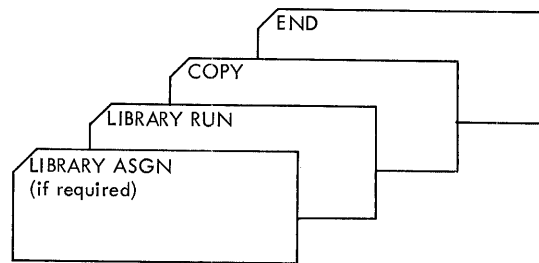 END
COPY
LIBRARY RUN
LIBRARY ASGN
(if required)